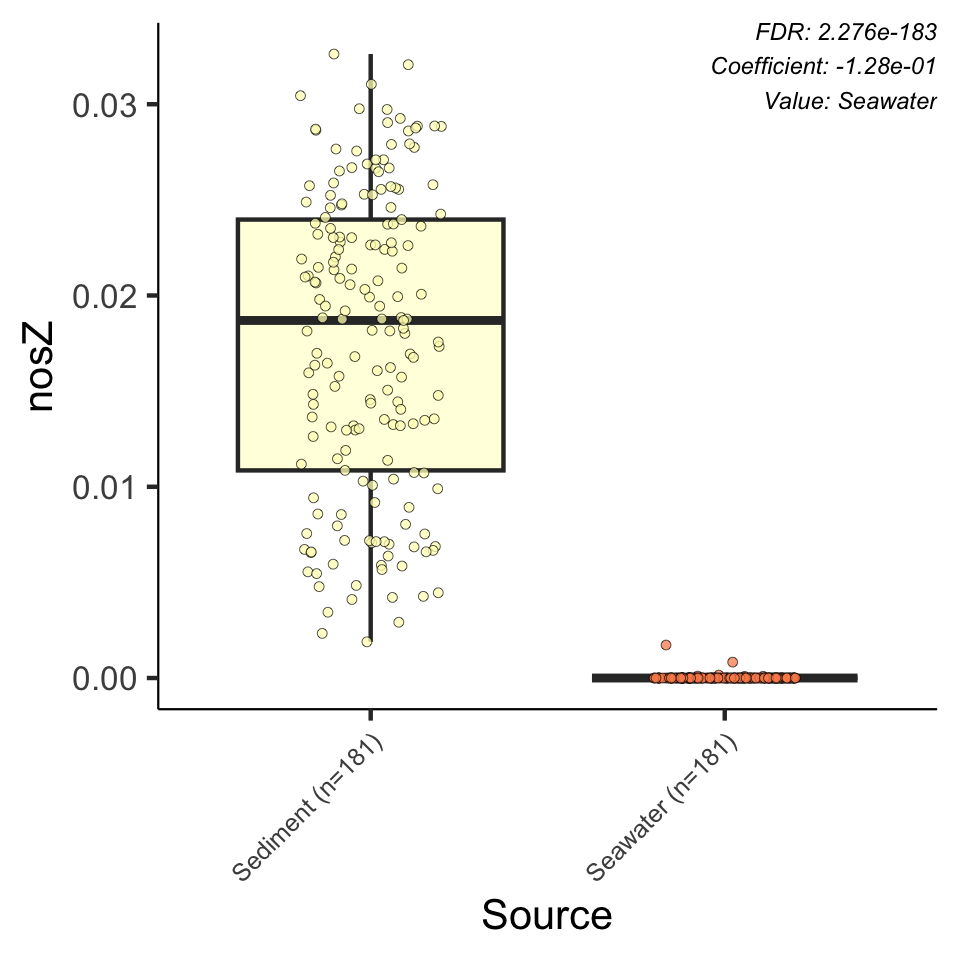 FDR: 2.276e-183
Coefficient: -1.28e-01
Value: Seawater
nosZ
0.03
0.02
0.01
0.00
Sediment (n=181)
Seawater (n=181)
Source